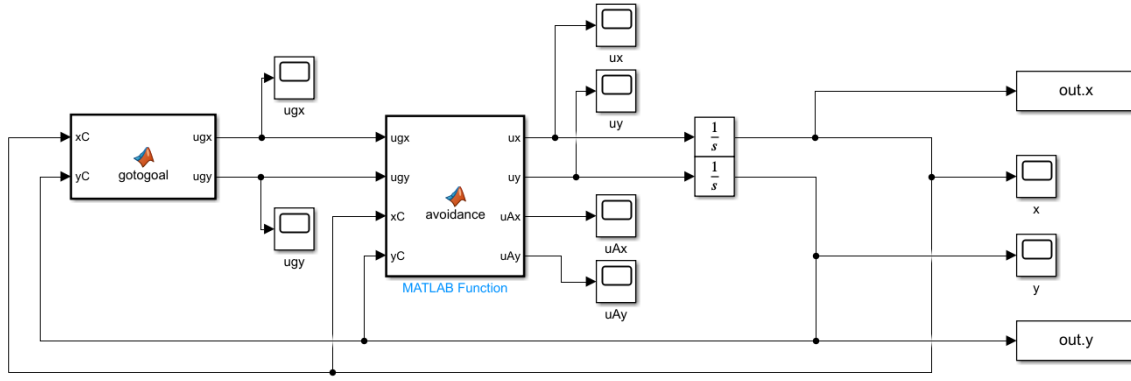 ux
uy
out.x
ugx
xC
ugx
yC
ugy
gotogoal
ugx
ux
ugy
uy
xC
uAx
yC
uAy
avoidance
MATLAB Function
1
s
1
s
ugy
uAx
uAy
x
y
out.y